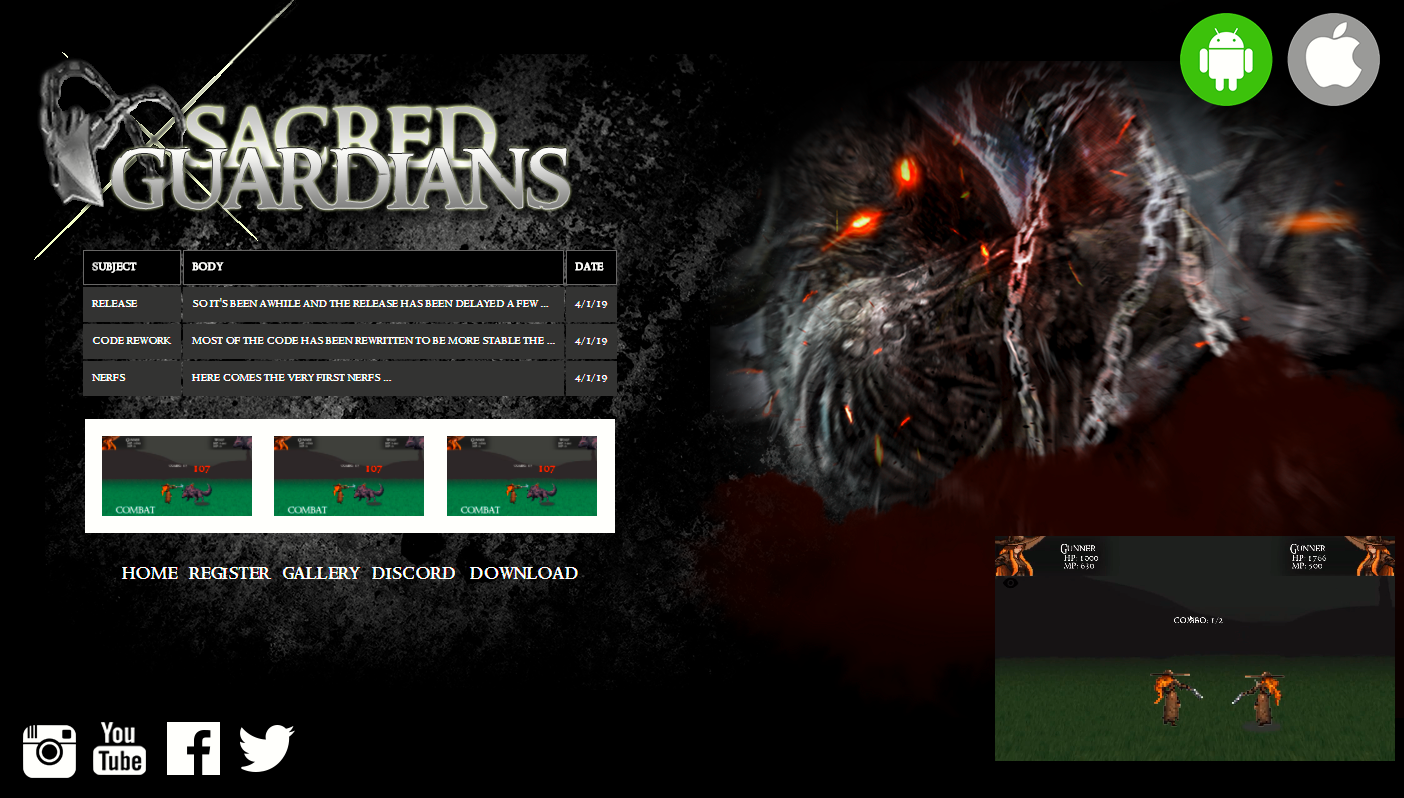 SACRED
GUARDIANS
SUBJECT BODY DATE
RELEASE SO IT'S BEEN AWHILE AND THE RELEASE HAS BEEN DELAYED A FEW ... 4/1/19
CODE REWORK MOST OF THE CODE HAS BEEN REWRITTEN TO BE MORE STABLE THE ... 4/1/19
NERFS HERE COMES THE VERY FIRST NERFS ... 4/1/19
107 107 107
COMBAT COMBAT COMBAT
HOME REGISTER GALLERY DISCORD DOWNLOAD
GUNNER GUNNER
HP: 1000 HP: 1766
MP: 630 MP: 500
COMBO: 1/2
You
Tube